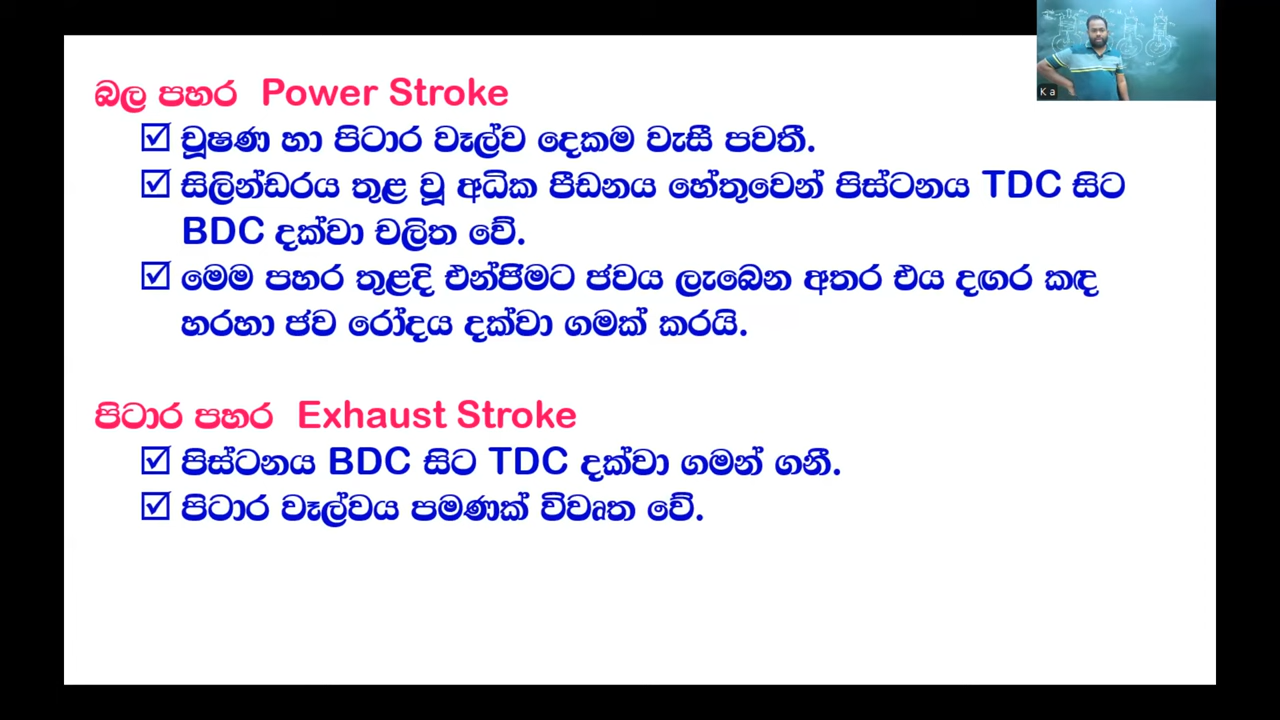 බල පහර Power Stroke
☑ චූෂණ හා පිටාර වෑල්ව දෙකම වැසී පවතී.
☑ සිලින්ඩරය තුළ වූ අධික පීඩනය හේතුවෙන් පිස්ටනය TDC සිට
BDC දක්වා චලිත වේ.
☑ මෙම පහර තුළදි එන්ජිමට ජවය ලැබෙන අතර එය දඟර කඳ
හරහා ජව රෝදය දක්වා ගමක් කරයි.
පිටාර පහර Exhaust Stroke
☑ පිස්ටනය BDC සිට TDC දක්වා ගමන් ගනී.
☑ පිටාර වෑල්වය පමණක් විවෘත වේ.
K a